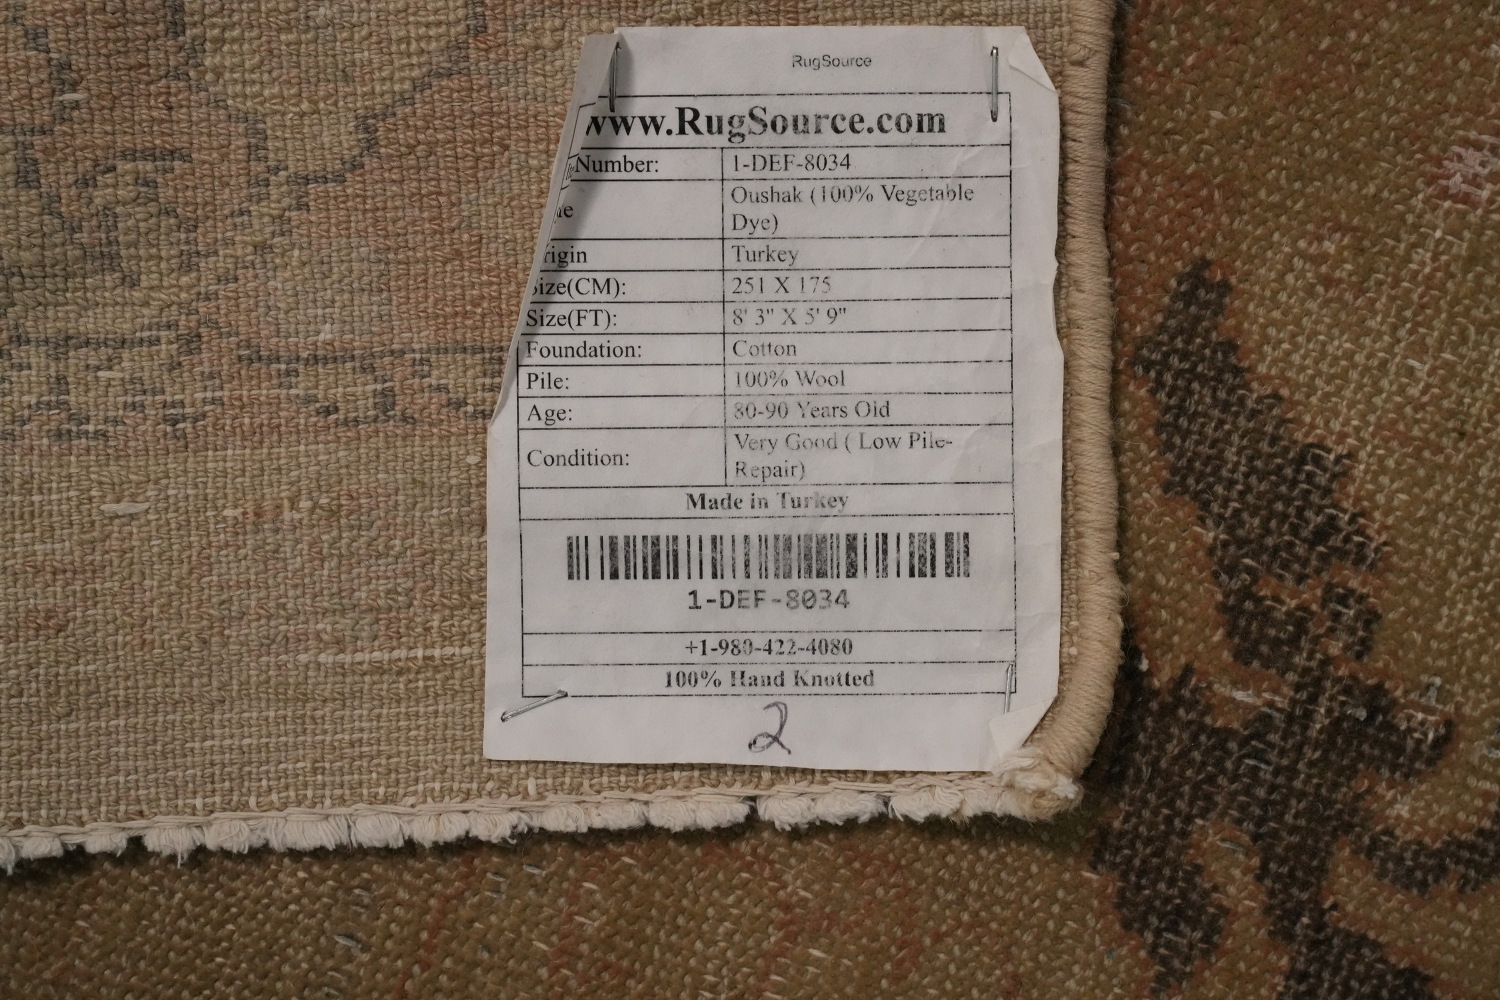 RugSource
www.RugSource.com
Number: 1-DEF-8034
Oushak (100% Vegetable
Dye)
rigin Turkey
Size(CM): 251 X 175
Size(FT): 8' 3" X 5' 9"
Foundation: Cotton
Pile: 100% Wool
Age: 80-90 Years Old
Condition: Very Good ( Low Pile-
Repair)
Made in Turkey
1-DEF-8034
+1-980-422-4080
100% Hand Knotted
2